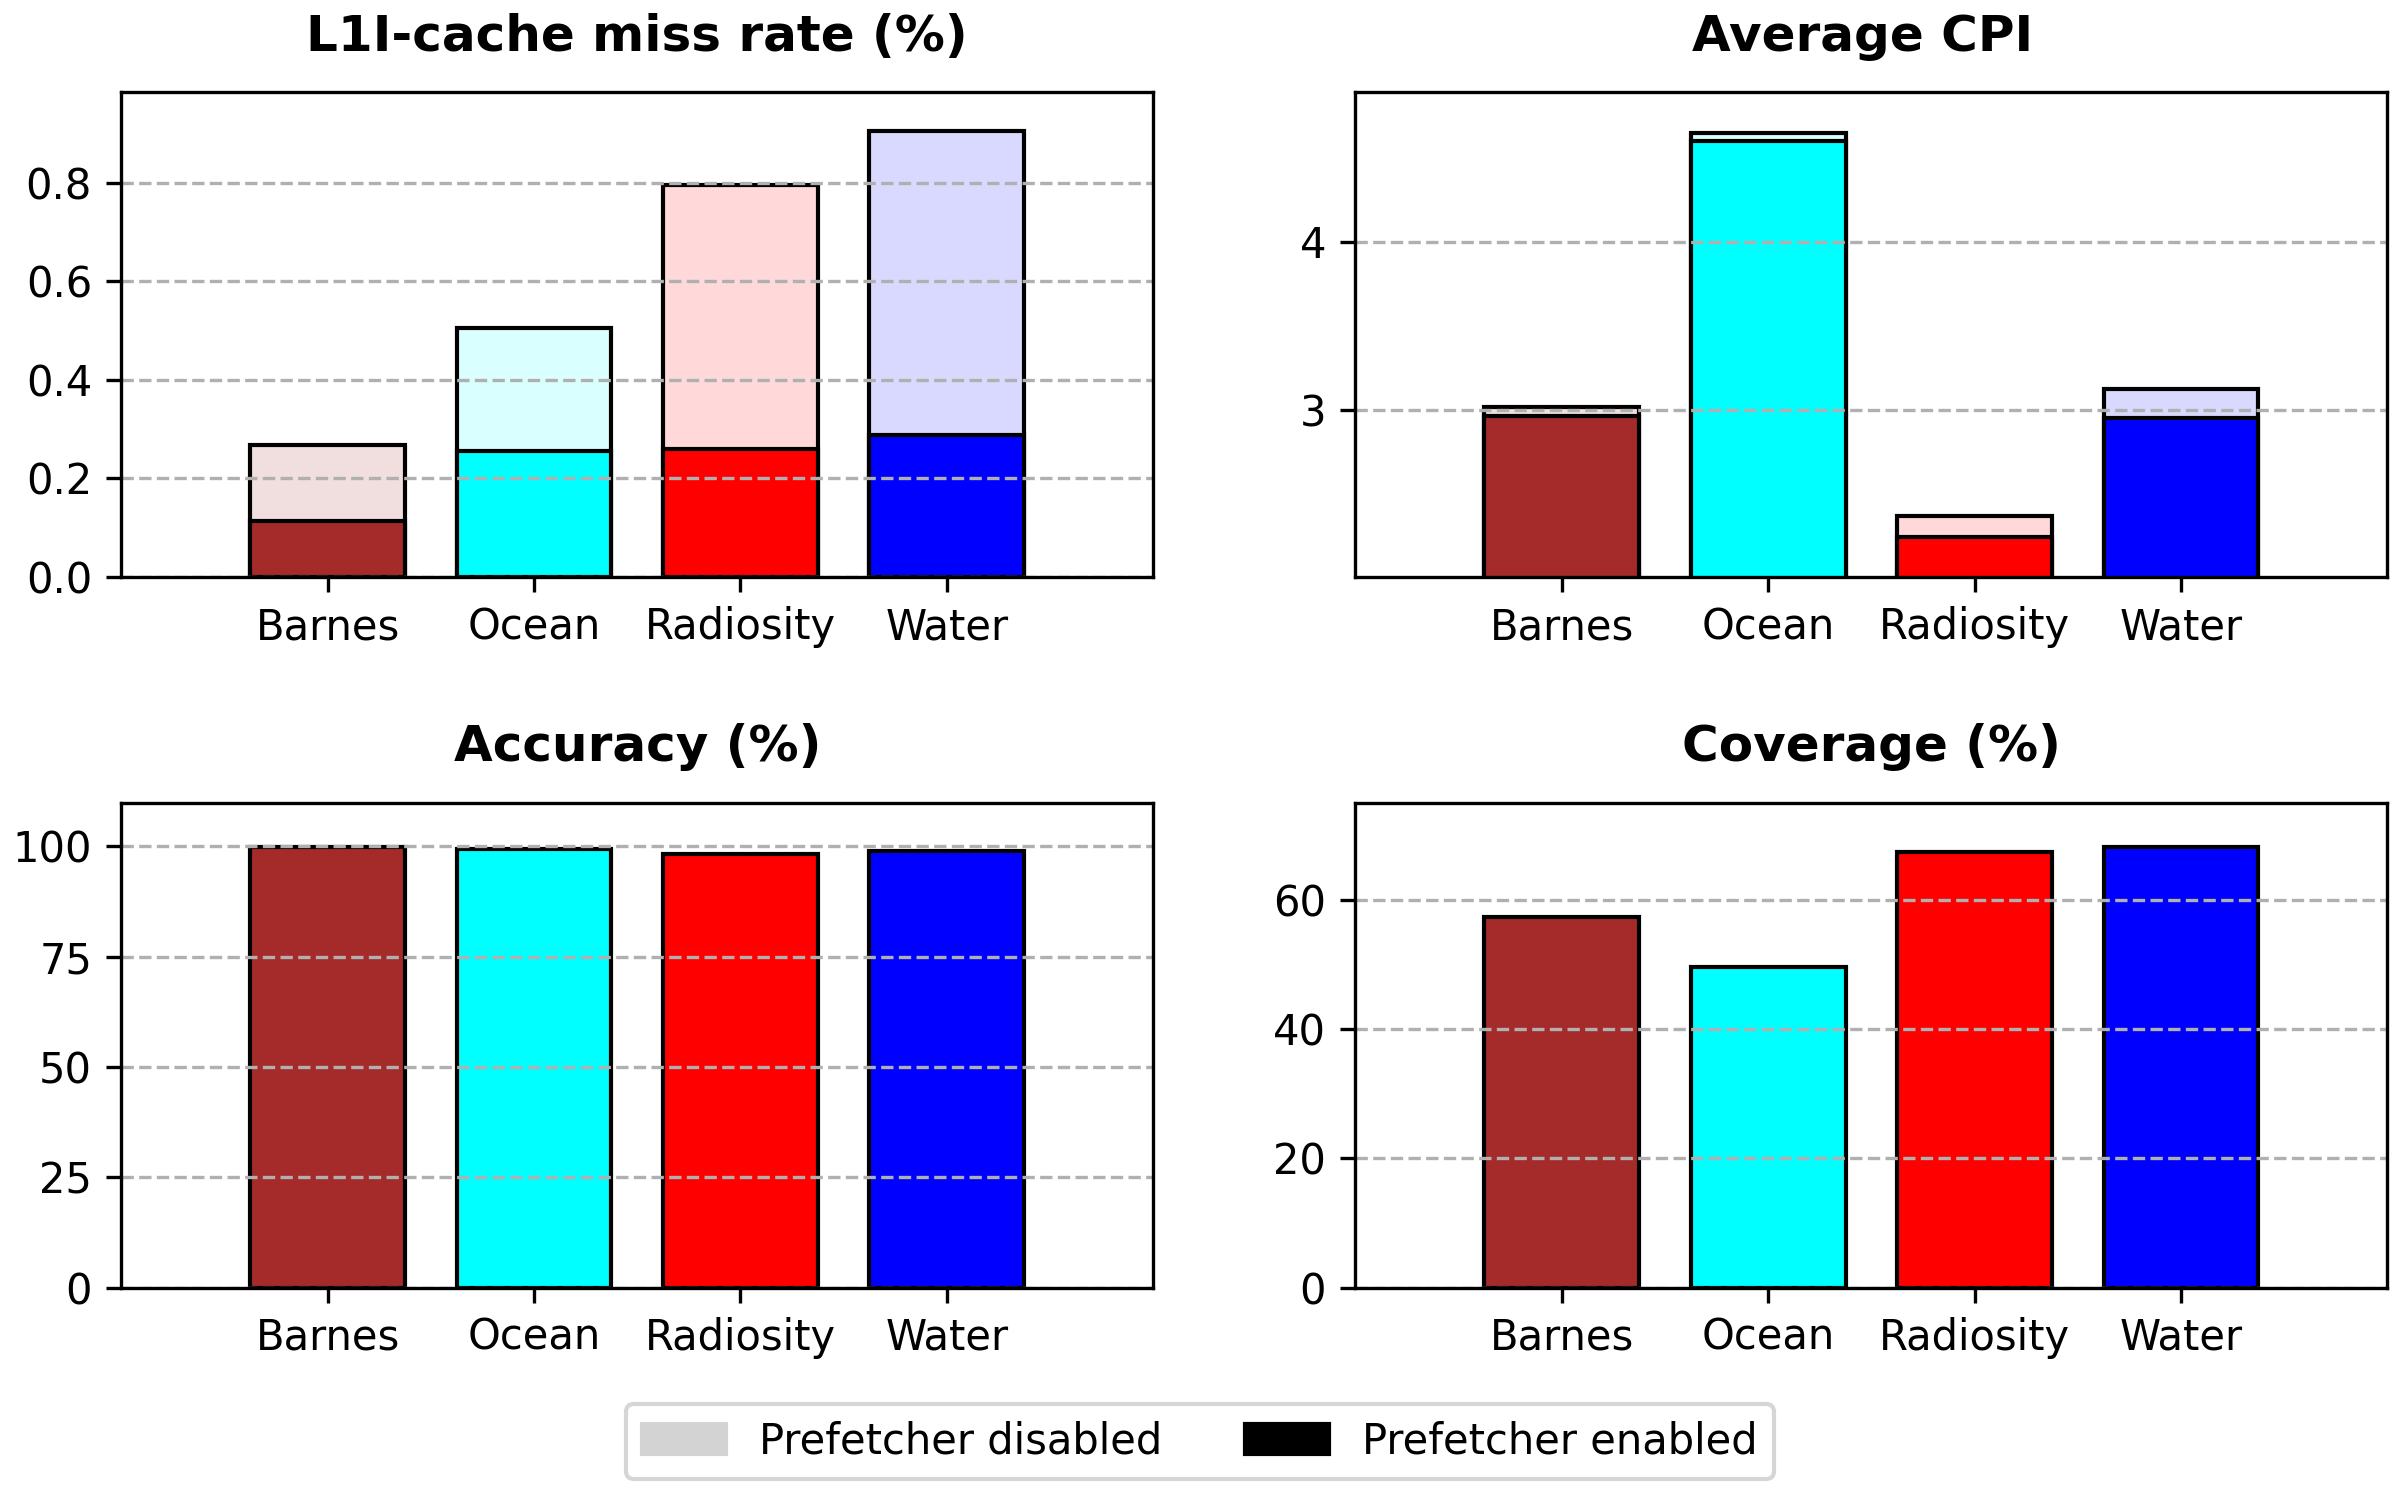 L1I-cache miss rate (%)
0.8
0.6
0.4
0.2
0.0
Barnes Ocean Radiosity Water
Average CPI
4
3
Barnes Ocean Radiosity Water
Accuracy (%)
100
75
50
25
0
Barnes Ocean Radiosity Water
Coverage (%)
60
40
20
0
Barnes Ocean Radiosity Water
Prefetcher disabled Prefetcher enabled